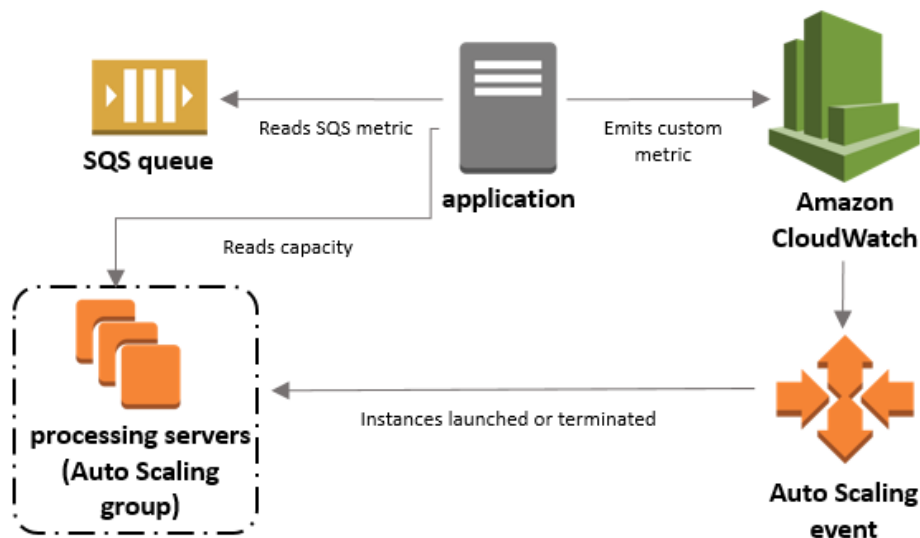 Reads SQS metric
Emits custom
metric
SQS queue
application
Amazon
CloudWatch
Reads capacity
Instances launched or terminated
processing servers
(Auto Scaling
group)
Auto Scaling
event